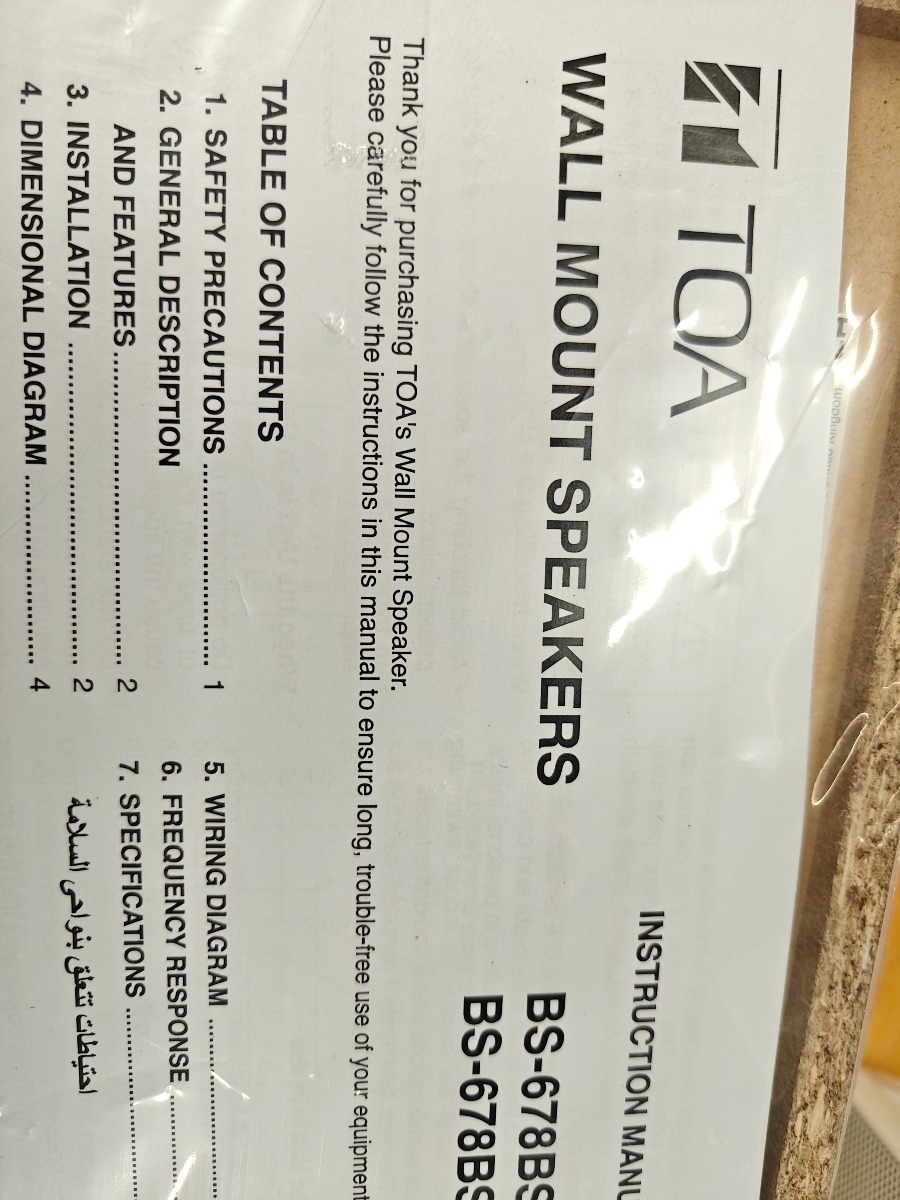 TOA
INSTRUCTION MANU
WALL MOUNT SPEAKERS
BS-678BS
BS-678BS
Thank you for purchasing TOA's Wall Mount Speaker.
Please carefully follow the instructions in this manual to ensure long, trouble-free use of your equipment
TABLE OF CONTENTS
1. SAFETY PRECAUTIONS ........................ 1
2. GENERAL DESCRIPTION
AND FEATURES ........................ 2
3. INSTALLATION ........................ 2
4. DIMENSIONAL DIAGRAM ........................ 4
5. WIRING DIAGRAM ........................
6. FREQUENCY RESPONSE ........................
7. SPECIFICATIONS ........................
احتياطات تتعلق بنواحى السلامة